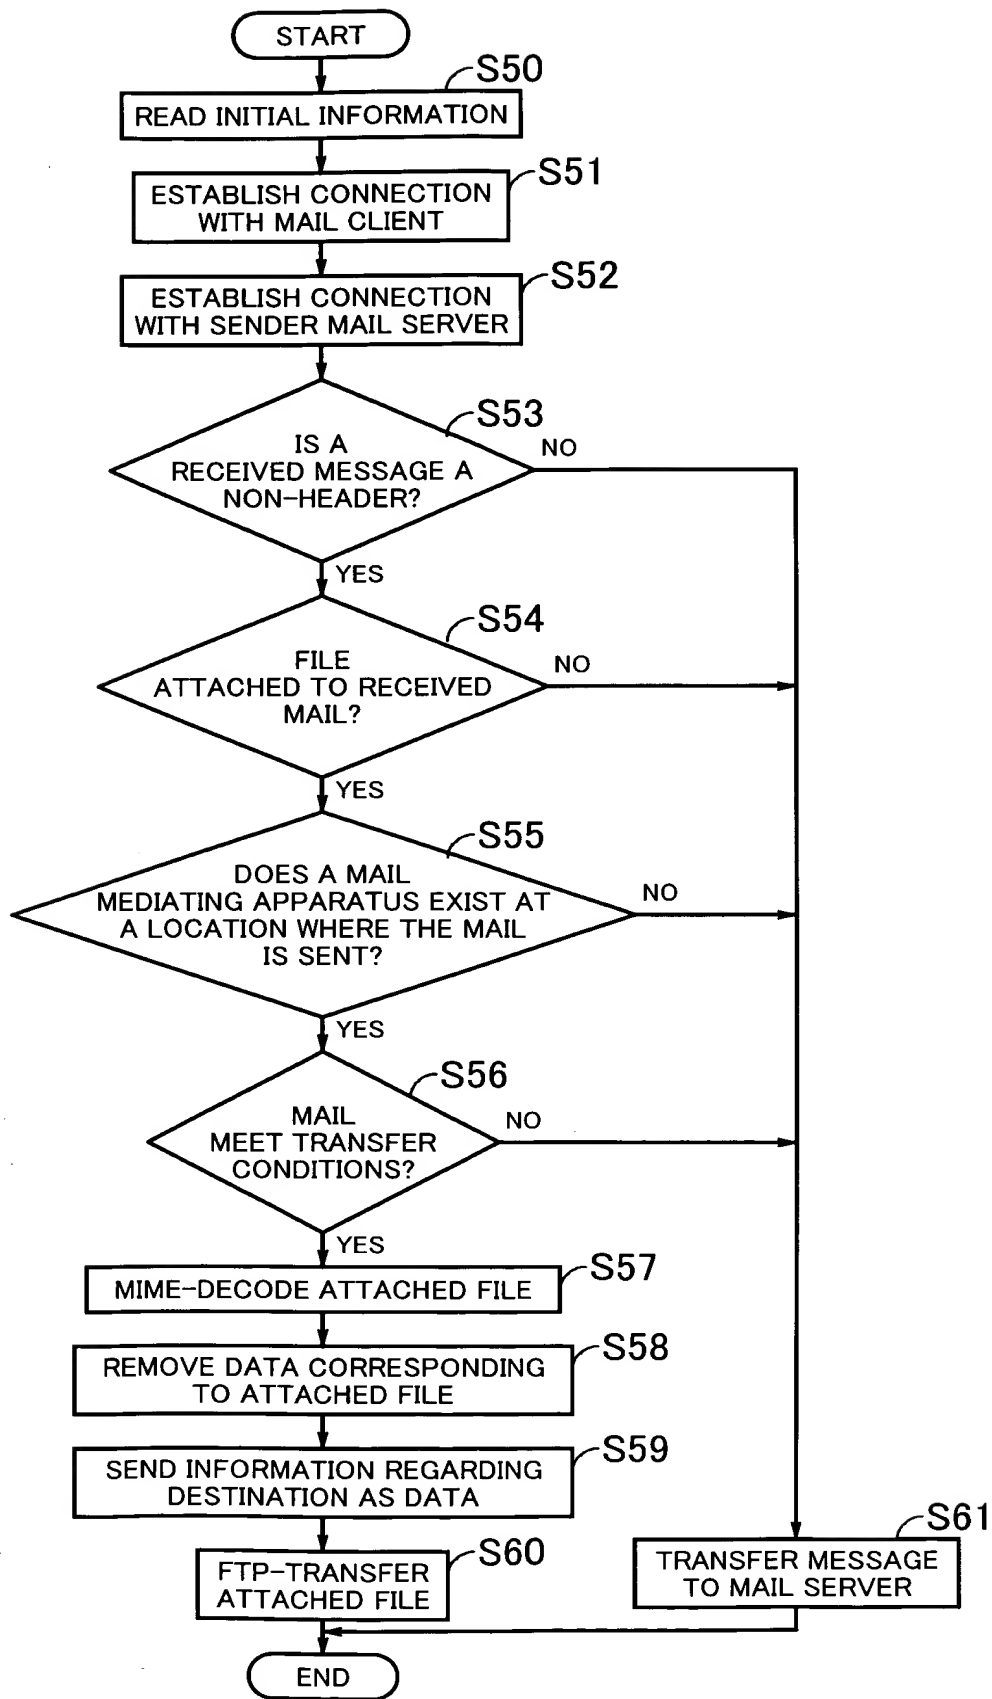 START
S50
READ INITIAL INFORMATION
S51
ESTABLISH CONNECTION
WITH MAIL CLIENT
S52
ESTABLISH CONNECTION
WITH SENDER MAIL SERVER
S53
IS A
RECEIVED MESSAGE A
NON-HEADER?
NO
YES
S54
FILE
ATTACHED TO RECEIVED
MAIL?
NO
YES
S55
DOES A MAIL
MEDIATING APPARATUS EXIST AT
A LOCATION WHERE THE MAIL
IS SENT?
NO
YES
S56
MAIL
MEET TRANSFER
CONDITIONS?
NO
YES
S57
MIME-DECODE ATTACHED FILE
S58
REMOVE DATA CORRESPONDING
TO ATTACHED FILE
S59
SEND INFORMATION REGARDING
DESTINATION AS DATA
S60
FTP-TRANSFER
ATTACHED FILE
S61
TRANSFER MESSAGE
TO MAIL SERVER
END